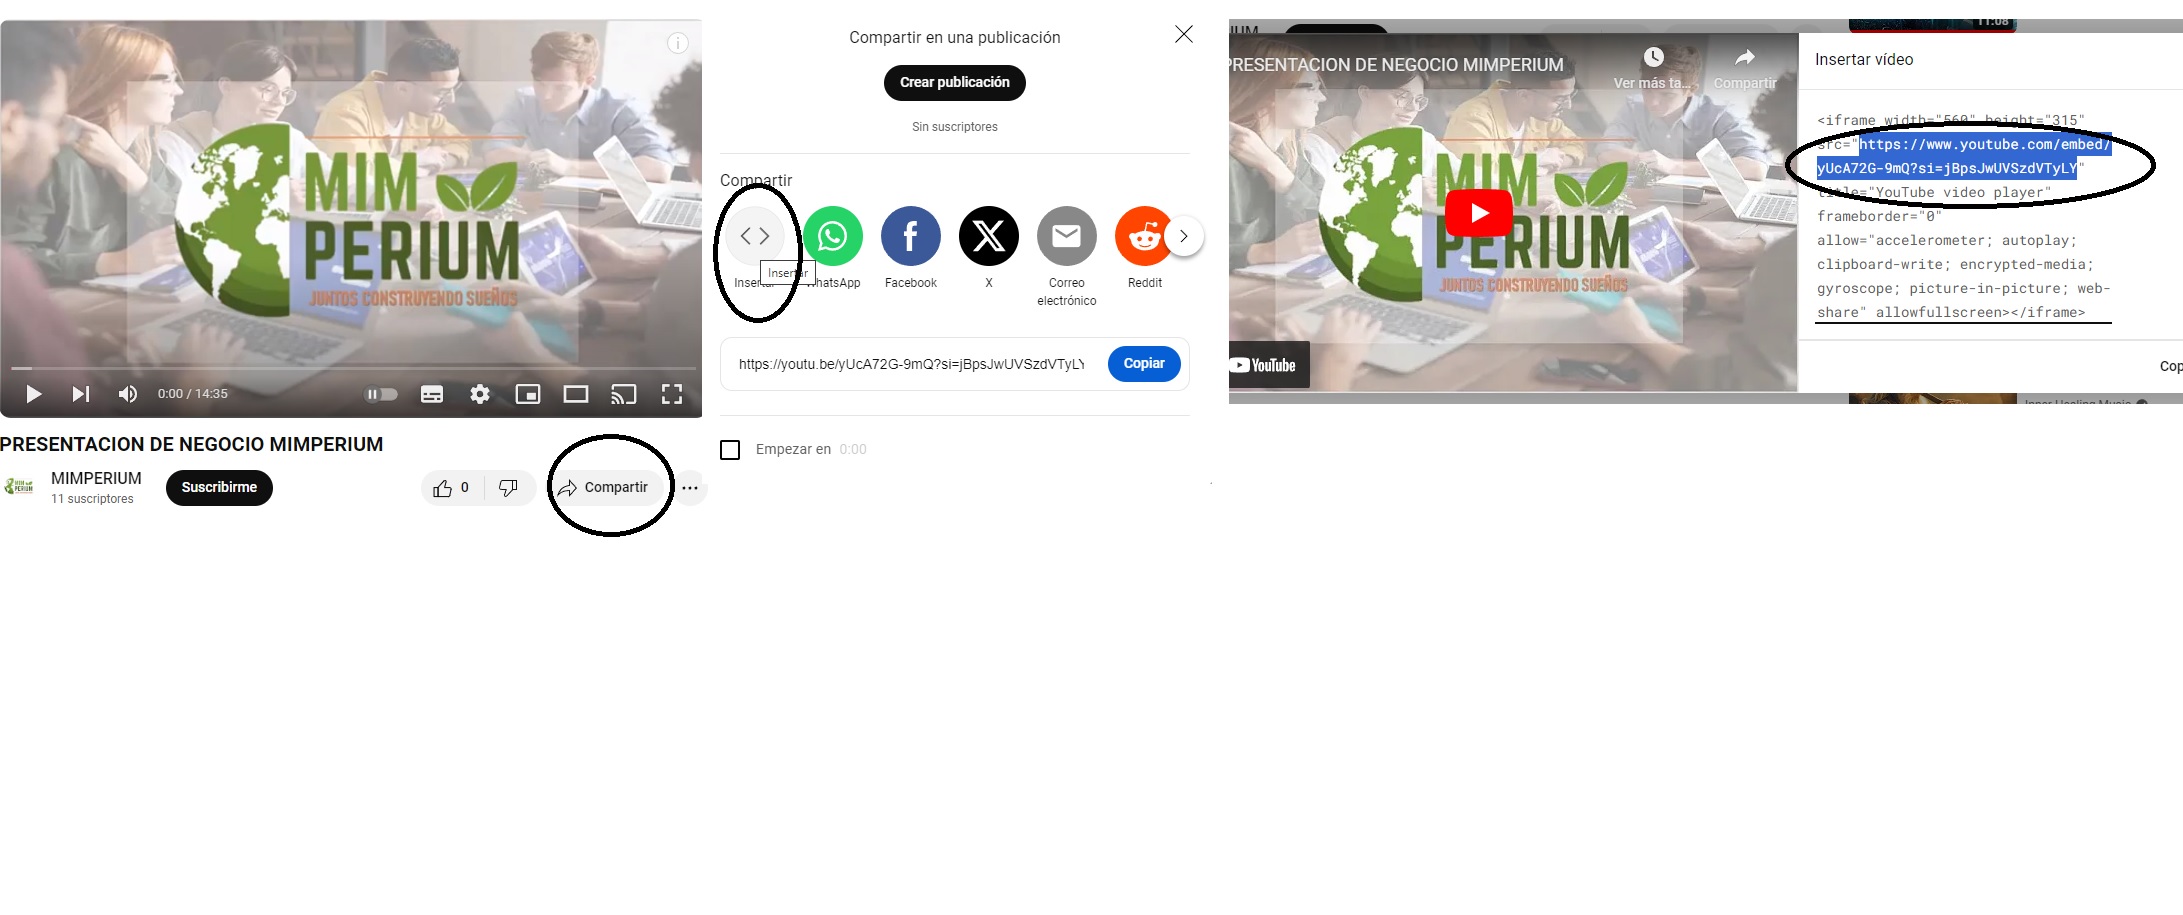 MIM
PERIUM
JUNTOS CONSTRUYENDO SUEÑOS
0:00 / 14:35
PRESENTACION DE NEGOCIO MIMPERIUM
MIMPERIUM
11 suscriptores
Suscribirme
0
Compartir
MIM
PERIUM
Compartir en una publicación
Crear publicación
Sin suscriptores
Compartir
Insertar
Insertar
WhatsApp
Facebook
X
Correo
electrónico
Reddit
https://youtu.be/yUcA72G-9mQ?si=jBpsJwUVSzdVTyLY
Copiar
Empezar en 0:00
11:08
PRESENTACION DE NEGOCIO MIMPERIUM
Ver más ta...
Compartir
MIM
PERIUM
JUNTOS CONSTRUYENDO SUEÑOS
YouTube
Insertar vídeo
<iframe width="560" height="315"
src="https://www.youtube.com/embed/
yUcA72G-9mQ?si=jBpsJwUVSzdVTyLY"
title="YouTube video player"
frameborder="0"
allow="accelerometer; autoplay;
clipboard-write; encrypted-media;
gyroscope; picture-in-picture; web-
share" allowfullscreen></iframe>
Cop